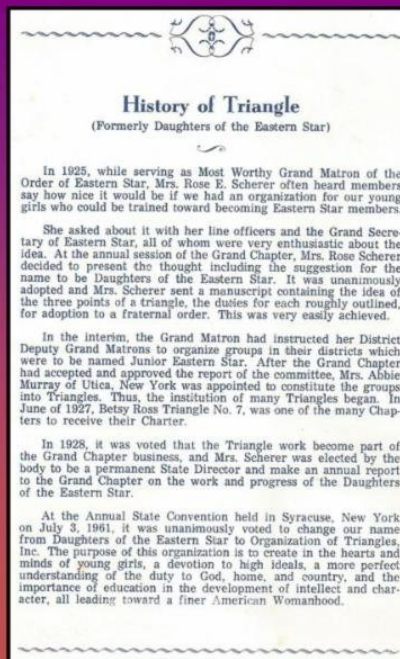 History of Triangle
(Formerly Daughters of the Eastern Star)
In 1925, while serving as Most Worthy Grand Matron of the
Order of Eastern Star, Mrs. Rose E. Scherer often heard members
say how nice it would be if we had an organization for our young
girls who could be trained toward becoming Eastern Star members.
She asked about it with her line officers and the Grand Secre-
tary of Eastern Star, all of whom were very enthusiastic about the
idea. At the annual session of the Grand Chapter, Mrs. Rose Scherer
decided to present the thought including the suggestion for the
name to be Daughters of the Eastern Star. It was unanimously
adopted and Mrs. Scherer sent a manuscript containing the idea of
the three points of a triangle, the duties for each roughly outlined,
for adoption to a fraternal order. This was very easily achieved.
In the interim, the Grand Matron had instructed her District
Deputy Grand Matrons to organize groups in their districts which
were to be named Junior Eastern Star. After the Grand Chapter
had accepted and approved the report of the committee, Mrs. Abbie
Murray of Utica, New York was appointed to constitute the groups
into Triangles. Thus, the institution of many Triangles began. In
June of 1927, Betsy Ross Triangle No. 7, was one of the many Chap-
ters to receive their Charter.
In 1928, it was voted that the Triangle work become part of
the Grand Chapter business, and Mrs. Scherer was elected by the
body to be a permanent State Director and make an annual report
to the Grand Chapter on the work and progress of the Daughters
of the Eastern Star.
At the Annual State Convention held in Syracuse, New York
on July 3, 1961, it was unanimously voted to change our name
from Daughters of the Eastern Star to Organization of Triangles,
Inc. The purpose of this organization is to create in the hearts and
minds of young girls, a devotion to high ideals, a more perfect
understanding of the duty to God, home, and country, and the
importance of education in the development of intellect and char-
acter, all leading toward a finer American Womanhood.